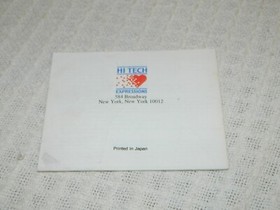 HI TECH
EXPRESSIONS
584 Broadway
New York, New York 10012
Printed in Japan